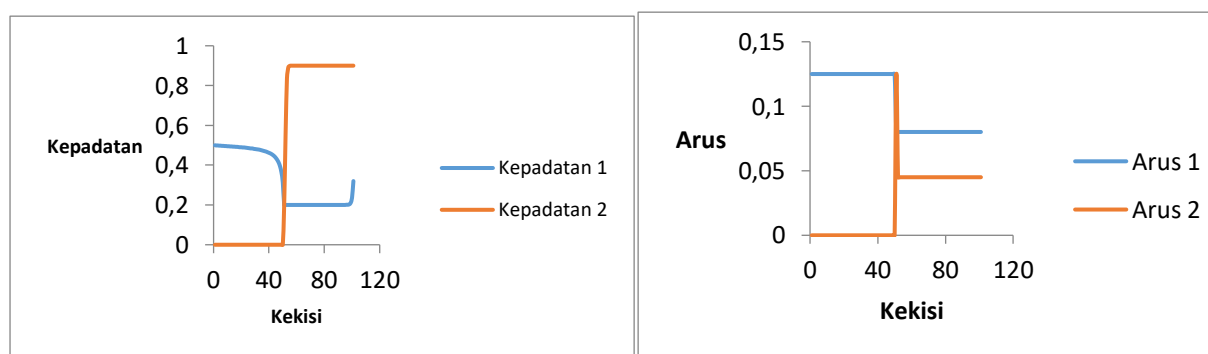 1
0,8
0,6
0,4
0,2
0
Kepadatan
0 40 80 120
Kekisi
Kepadatan 1
Kepadatan 2
0,15
0,1
0,05
0
Arus
0 40 80 120
Kekisi
Arus 1
Arus 2